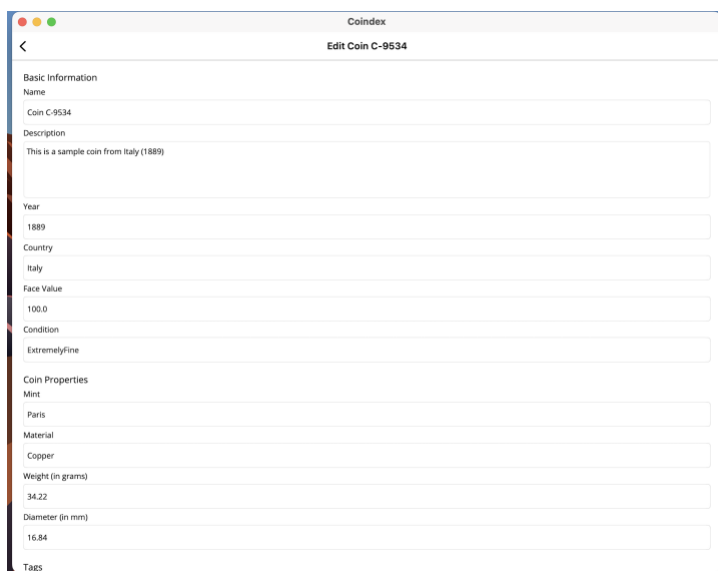 Coindex
Edit Coin C-9534
Basic Information
Name
Coin C-9534
Description
This is a sample coin from Italy (1889)
Year
1889
Country
Italy
Face Value
100.0
Condition
ExtremelyFine
Coin Properties
Mint
Paris
Material
Copper
Weight (in grams)
34.22
Diameter (in mm)
16.84
Tags